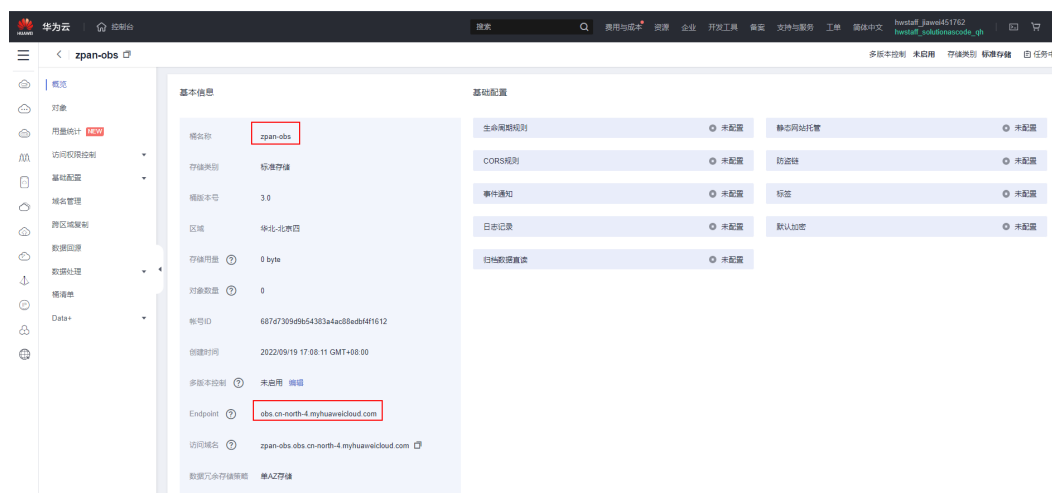 HUAWEI 华为云 控制台 搜索 费用与成本 资源 企业 开发工具 备案 支持与服务 工单 简体中文 hwstaff_jiawei451762
hwstaff_solutionascode_qh
zpan-obs 多版本控制 未启用 存储类别 标准存储 任务中
概览
对象
用量统计 NEW
访问权限控制
基础配置
域名管理
跨区域复制
数据回源
数据处理
桶清单
Data+
基本信息
桶名称 zpan-obs
存储类别 标准存储
桶版本号 3.0
区域 华北-北京四
存储用量 0 byte
对象数量 0
帐号ID 687d7309d9b54383a4ac88edbf4f1612
创建时间 2022/09/19 17:08:11 GMT+08:00
多版本控制 未启用 编辑
Endpoint obs.cn-north-4.myhuaweicloud.com
访问域名 zpan-obs.obs.cn-north-4.myhuaweicloud.com
数据冗余存储策略 单AZ存储
基础配置
生命周期规则 未配置 静态网站托管 未配置
CORS规则 未配置 防盗链 未配置
事件通知 未配置 标签 未配置
日志记录 未配置 默认加密 未配置
归档数据直读 未配置